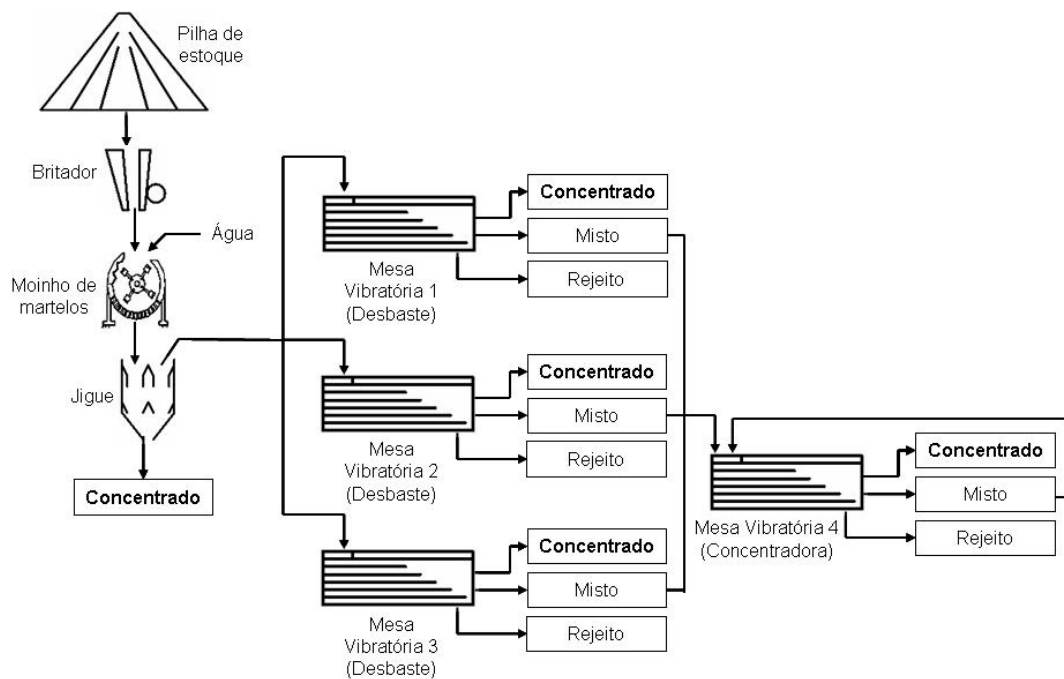 Pilha de
estoque
Britador
Água
Moinho de
martelos
Jigue
Concentrado
Mesa
Vibratória 1
(Desbaste)
Concentrado
Misto
Rejeito
Mesa
Vibratória 2
(Desbaste)
Concentrado
Misto
Rejeito
Mesa
Vibratória 3
(Desbaste)
Concentrado
Misto
Rejeito
Mesa Vibratória 4
(Concentradora)
Concentrado
Misto
Rejeito